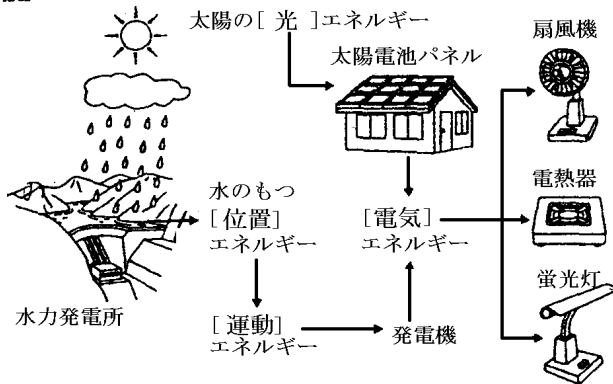 太陽の[ 光 ]エネルギー
太陽電池パネル
扇風機
水のもつ
[位置]
エネルギー
[電気]
エネルギー
電熱器
水力発電所
[運動]
エネルギー
発電機
蛍光灯